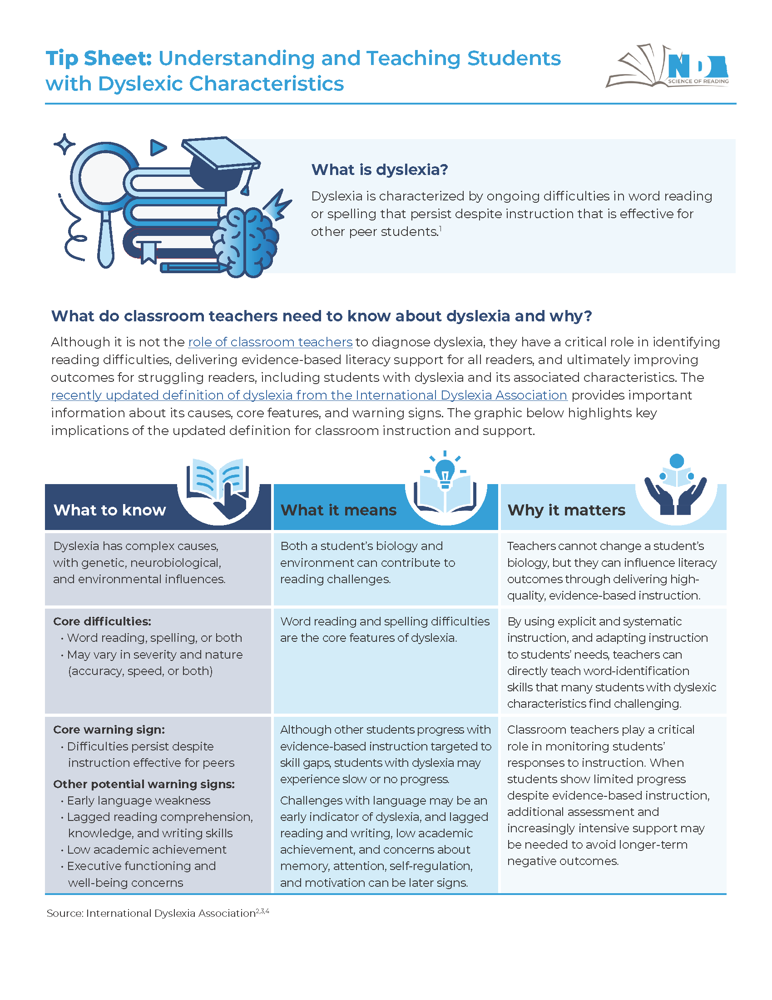 Tip Sheet: Understanding and Teaching Students
with Dyslexic Characteristics
ND
SCIENCE OF READING
What is dyslexia?
Dyslexia is characterized by ongoing difficulties in word reading
or spelling that persist despite instruction that is effective for
other peer students.1
What do classroom teachers need to know about dyslexia and why?
Although it is not the role of classroom teachers to diagnose dyslexia, they have a critical role in identifying
reading difficulties, delivering evidence-based literacy support for all readers, and ultimately improving
outcomes for struggling readers, including students with dyslexia and its associated characteristics. The
recently updated definition of dyslexia from the International Dyslexia Association provides important
information about its causes, core features, and warning signs. The graphic below highlights key
implications of the updated definition for classroom instruction and support.
What to know
What it means
Why it matters
Dyslexia has complex causes,
with genetic, neurobiological,
and environmental influences.
Both a student's biology and
environment can contribute to
reading challenges.
Teachers cannot change a student's
biology, but they can influence literacy
outcomes through delivering high-
quality, evidence-based instruction.
Core difficulties:
• Word reading, spelling, or both
• May vary in severity and nature
(accuracy, speed, or both)
Word reading and spelling difficulties
are the core features of dyslexia.
By using explicit and systematic
instruction, and adapting instruction
to students' needs, teachers can
directly teach word-identification
skills that many students with dyslexic
characteristics find challenging.
Core warning sign:
• Difficulties persist despite
instruction effective for peers
Other potential warning signs:
• Early language weakness
• Lagged reading comprehension,
knowledge, and writing skills
• Low academic achievement
• Executive functioning and
well-being concerns
Although other students progress with
evidence-based instruction targeted to
skill gaps, students with dyslexia may
experience slow or no progress.
Challenges with language may be an
early indicator of dyslexia, and lagged
reading and writing, low academic
achievement, and concerns about
memory, attention, self-regulation,
and motivation can be later signs.
Classroom teachers play a critical
role in monitoring students'
responses to instruction. When
students show limited progress
despite evidence-based instruction,
additional assessment and
increasingly intensive support may
be needed to avoid longer-term
negative outcomes.
Source: International Dyslexia Association2,3,4